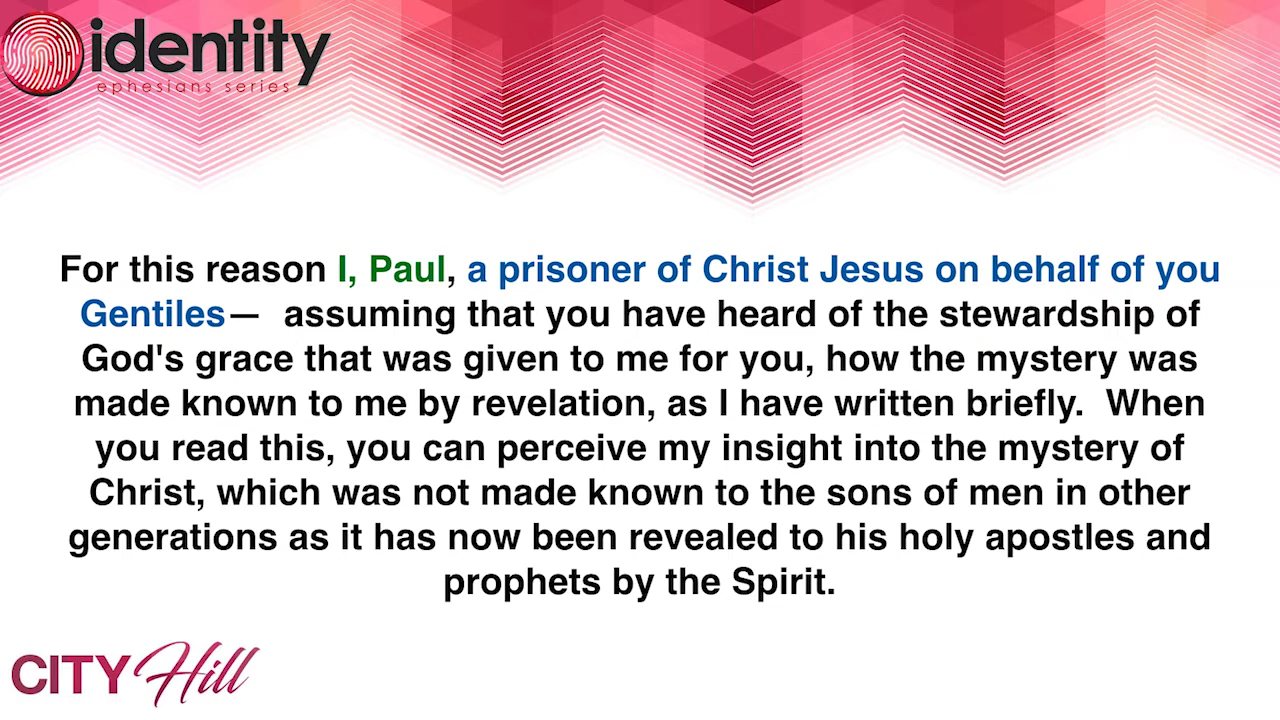 identity
ephesians series
For this reason I, Paul, a prisoner of Christ Jesus on behalf of you
Gentiles— assuming that you have heard of the stewardship of
God's grace that was given to me for you, how the mystery was
made known to me by revelation, as I have written briefly. When
you read this, you can perceive my insight into the mystery of
Christ, which was not made known to the sons of men in other
generations as it has now been revealed to his holy apostles and
prophets by the Spirit.
CITY Hill